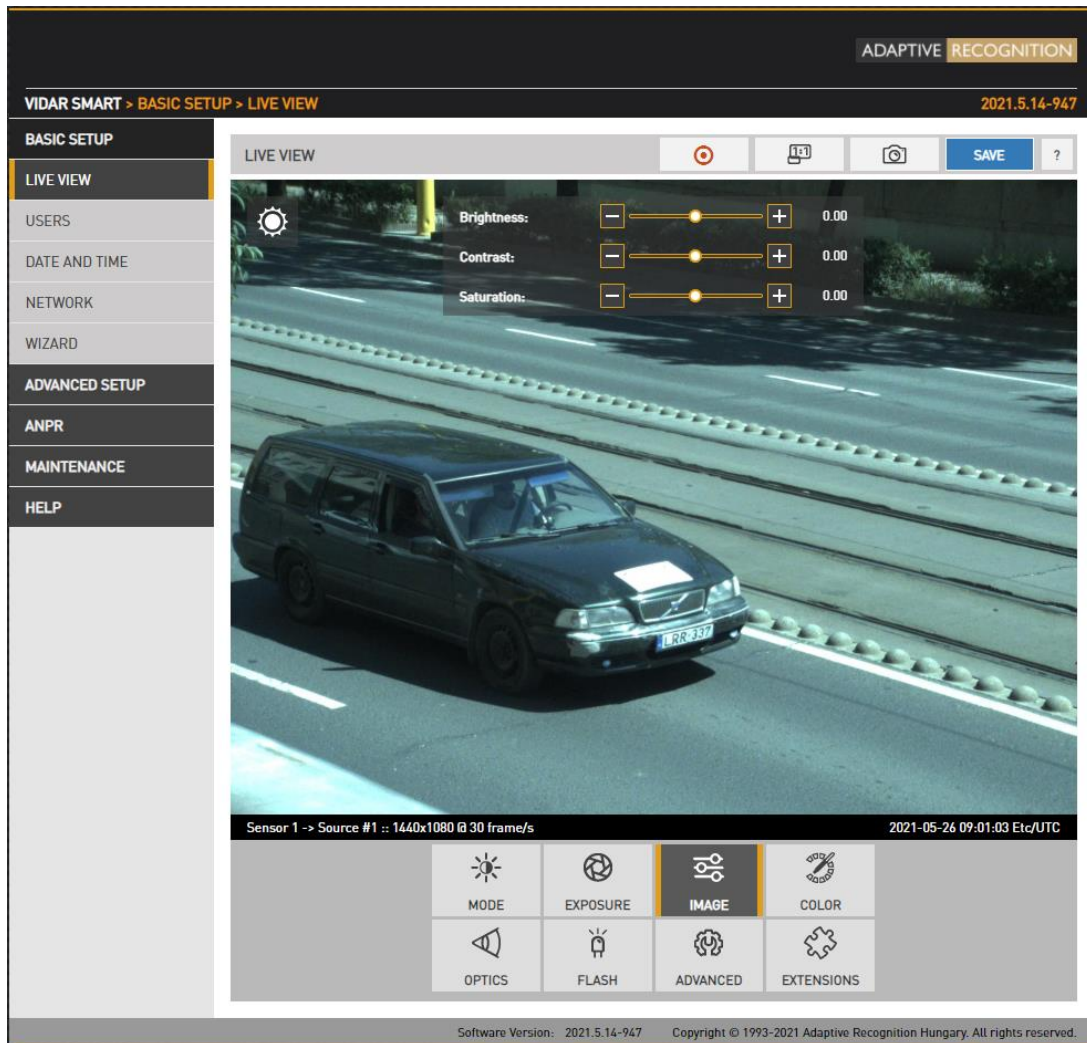 ADAPTIVE RECOGNITION
VIDAR SMART > BASIC SETUP > LIVE VIEW
2021.5.14-947
BASIC SETUP
LIVE VIEW
USERS
DATE AND TIME
NETWORK
WIZARD
ADVANCED SETUP
ANPR
MAINTENANCE
HELP
LIVE VIEW
1:1
SAVE
?
Brightness: 0.00
Contrast: 0.00
Saturation: 0.00
LRR-337
Sensor 1 -> Source #1 :: 1440x1080 @ 30 frame/s
2021-05-26 09:01:03 Etc/UTC
MODE
EXPOSURE
IMAGE
COLOR
OPTICS
FLASH
ADVANCED
EXTENSIONS
Software Version: 2021.5.14-947
Copyright © 1993-2021 Adaptive Recognition Hungary. All rights reserved.